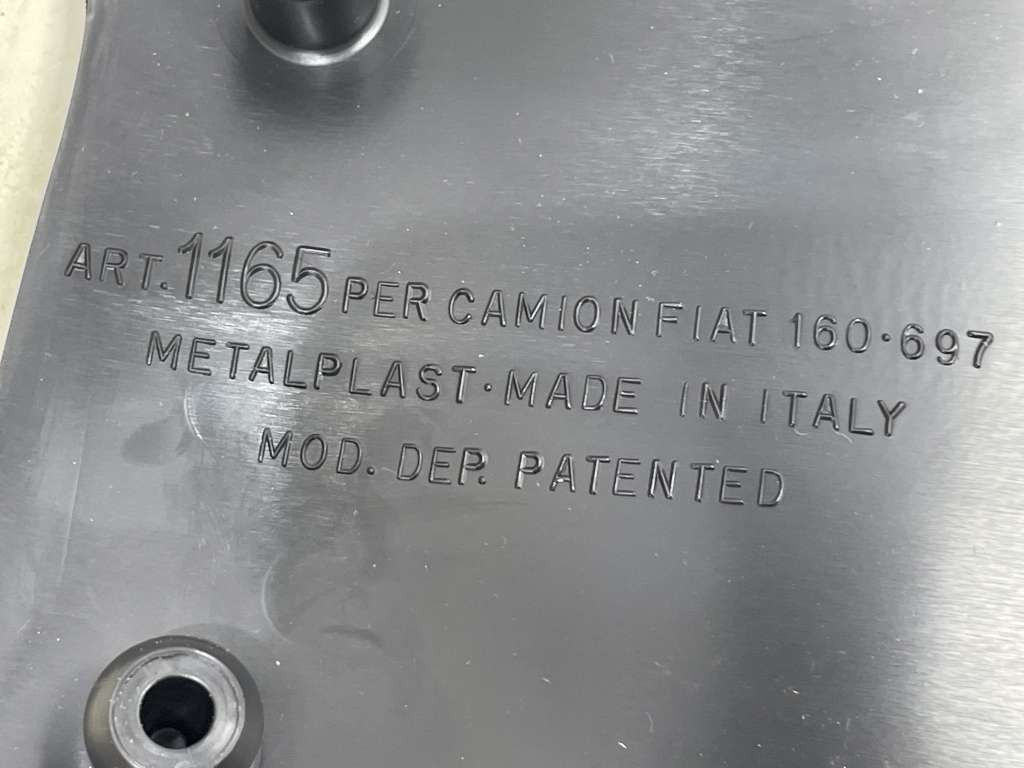 ART. 1165 PER CAMION FIAT 160·697
METALPLAST·MADE IN ITALY
MOD. DEP. PATENTED